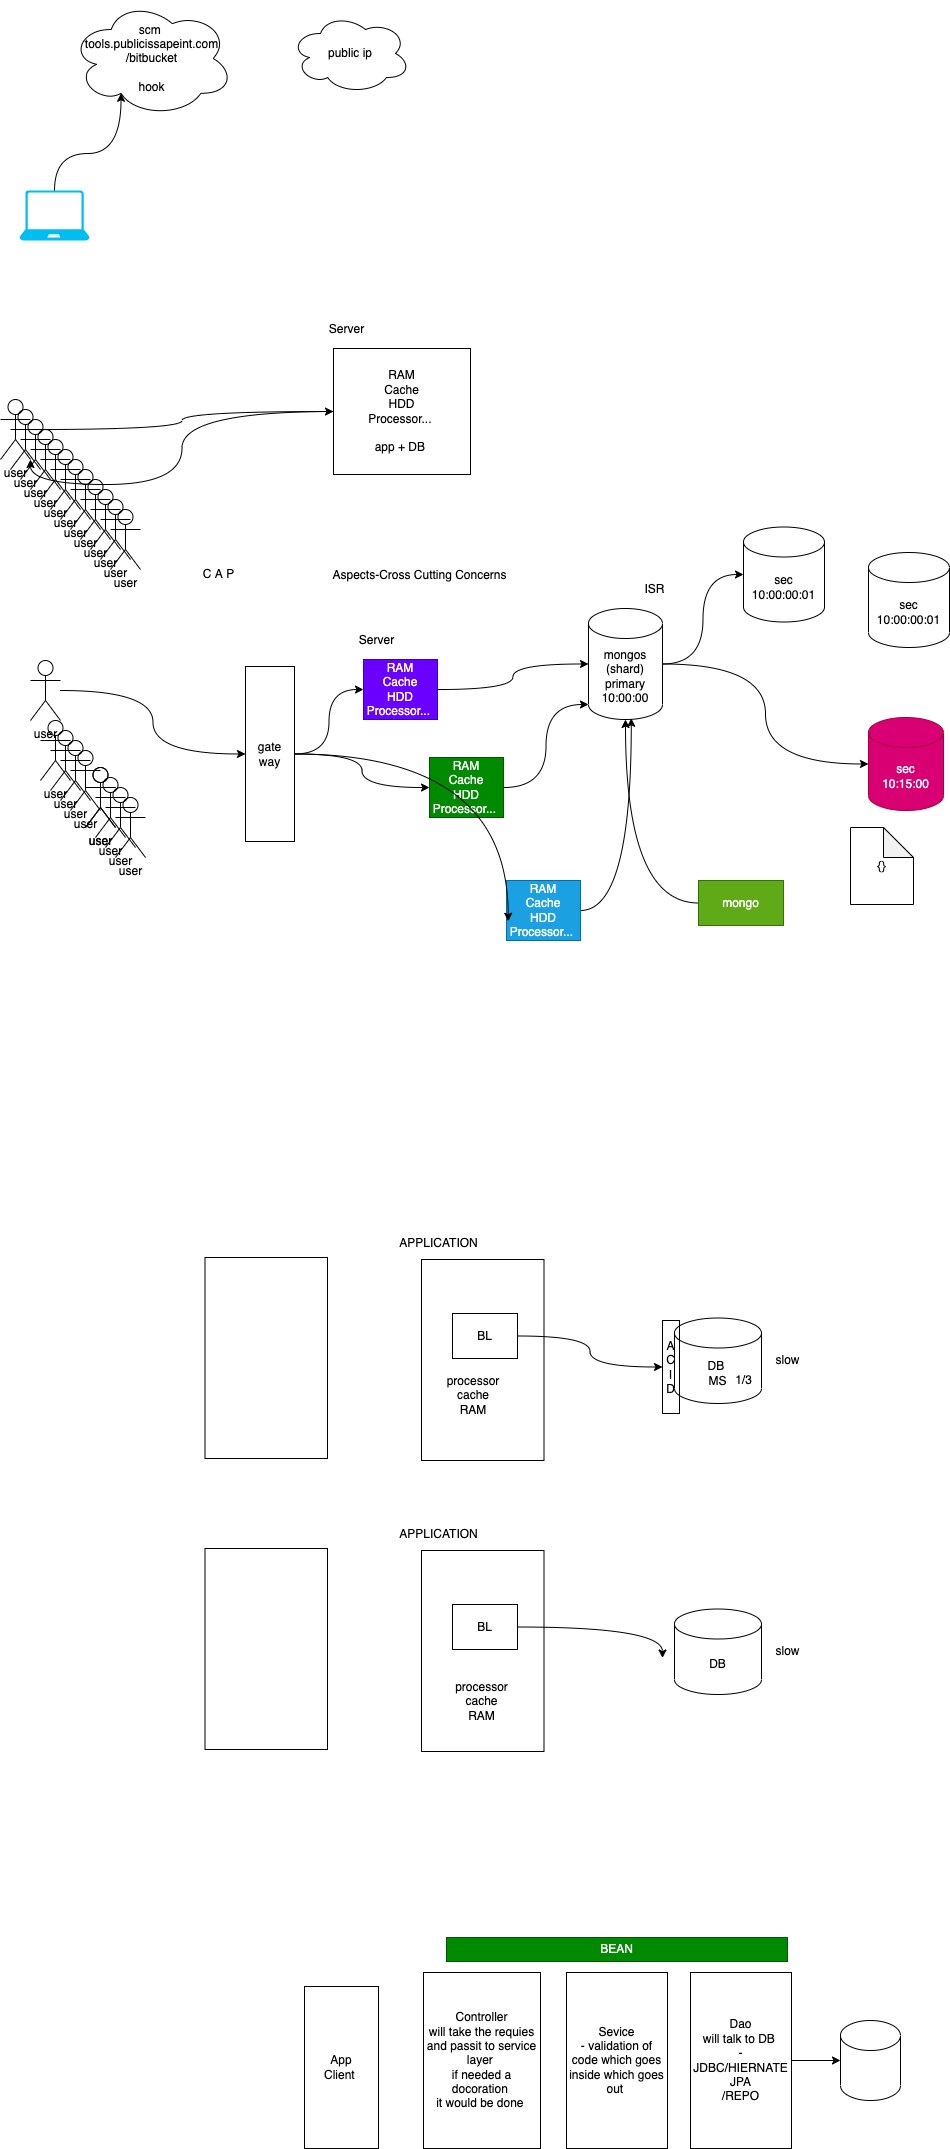 scm
tools.publicissapeint.com
/bitbucket
hook
public ip
Server
RAM
Cache
HDD
Processor...
app + DB
user
user
user
user
user
user
user
user
user
user
user
user
C A P
Aspects-Cross Cutting Concerns
ISR
sec
10:00:00:01
sec
10:00:00:01
Server
RAM
Cache
HDD
Processor...
mongos
(shard)
primary
10:00:00
gate
way
user
user
user
user
user
user
user
user
RAM
Cache
HDD
Processor...
sec
10:15:00
{}
RAM
Cache
HDD
Processor...
mongo
APPLICATION
BL
processor
cache
RAM
A
C
I
D
DB
MS
1/3
slow
APPLICATION
BL
processor
cache
RAM
DB
slow
BEAN
App
Client
Controller
will take the requies
and passit to service
layer
if needed a
docoration
it would be done
Sevice
- validation of
code which goes
inside which goes
out
Dao
will talk to DB
-
JDBC/HIERNATE
JPA
/REPO